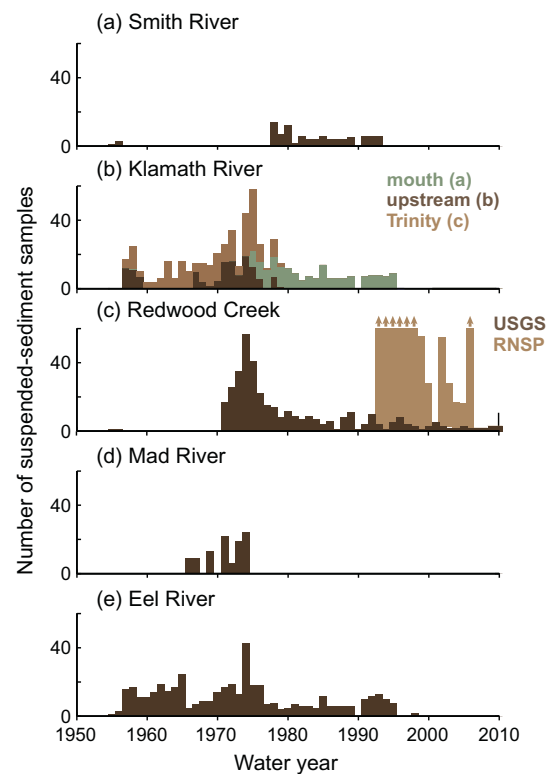 (a) Smith River
40
0
(b) Klamath River
mouth (a)
upstream (b)
Trinity (c)
40
0
(c) Redwood Creek
USGS
RNSP
40
0
(d) Mad River
40
0
(e) Eel River
40
0
1950 1960 1970 1980 1990 2000 2010
Water year
Number of suspended-sediment samples